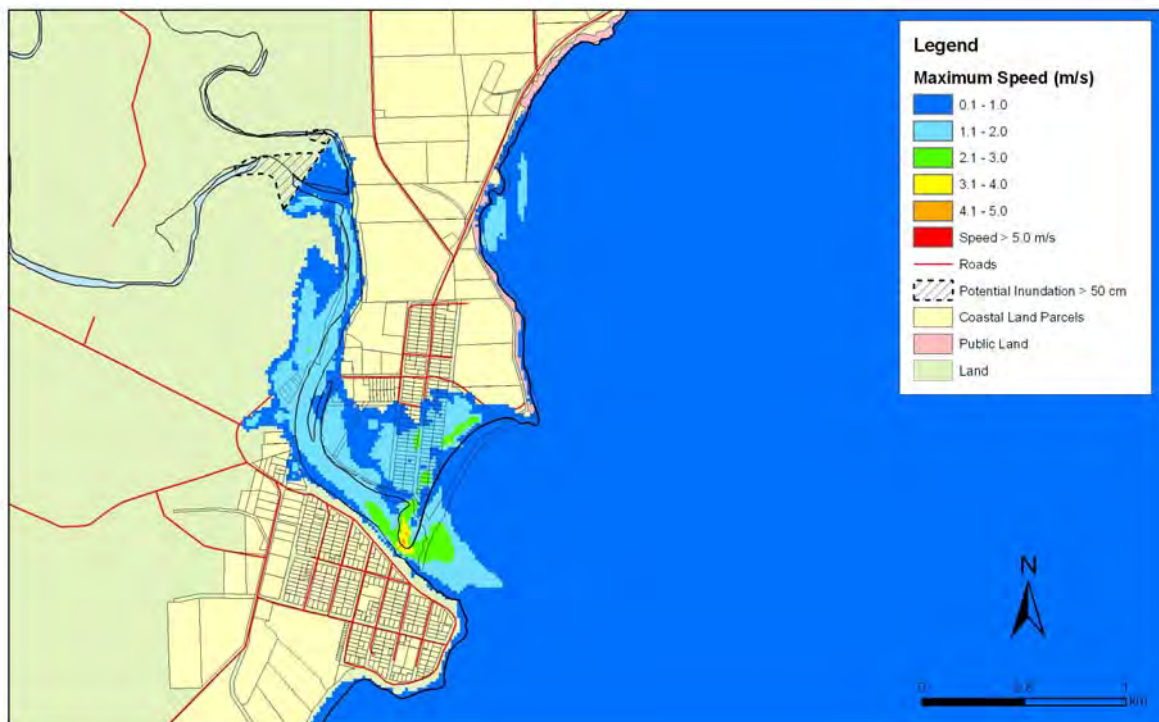 Legend
Maximum Speed (m/s)
0.1 - 1.0
1.1 - 2.0
2.1 - 3.0
3.1 - 4.0
4.1 - 5.0
Speed > 5.0 m/s
Roads
Potential Inundation > 50 cm
Coastal Land Parcels
Public Land
Land
N
0 1
km